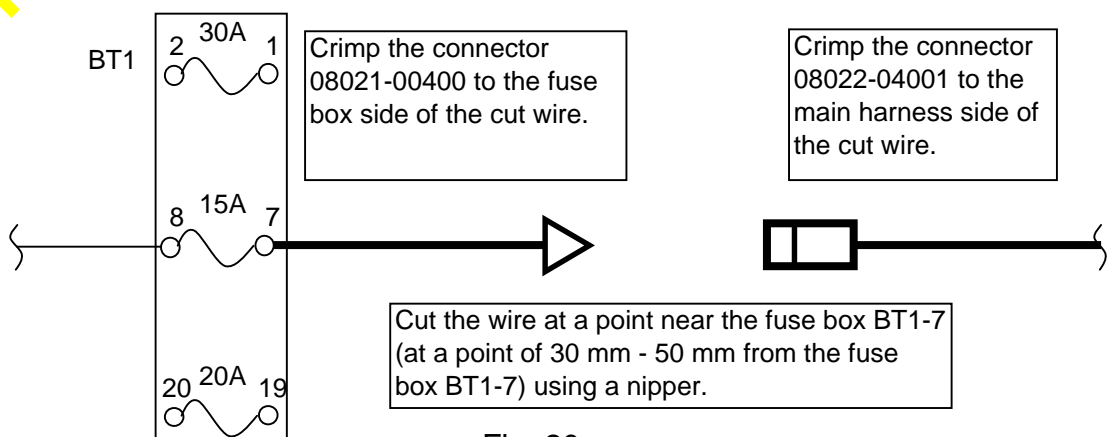 BT1
2 30A 1
Crimp the connector
08021-00400 to the fuse
box side of the cut wire.
Crimp the connector
08022-04001 to the
main harness side of
the cut wire.
8 15A 7
Cut the wire at a point near the fuse box BT1-7
(at a point of 30 mm - 50 mm from the fuse
box BT1-7) using a nipper.
20 20A 19